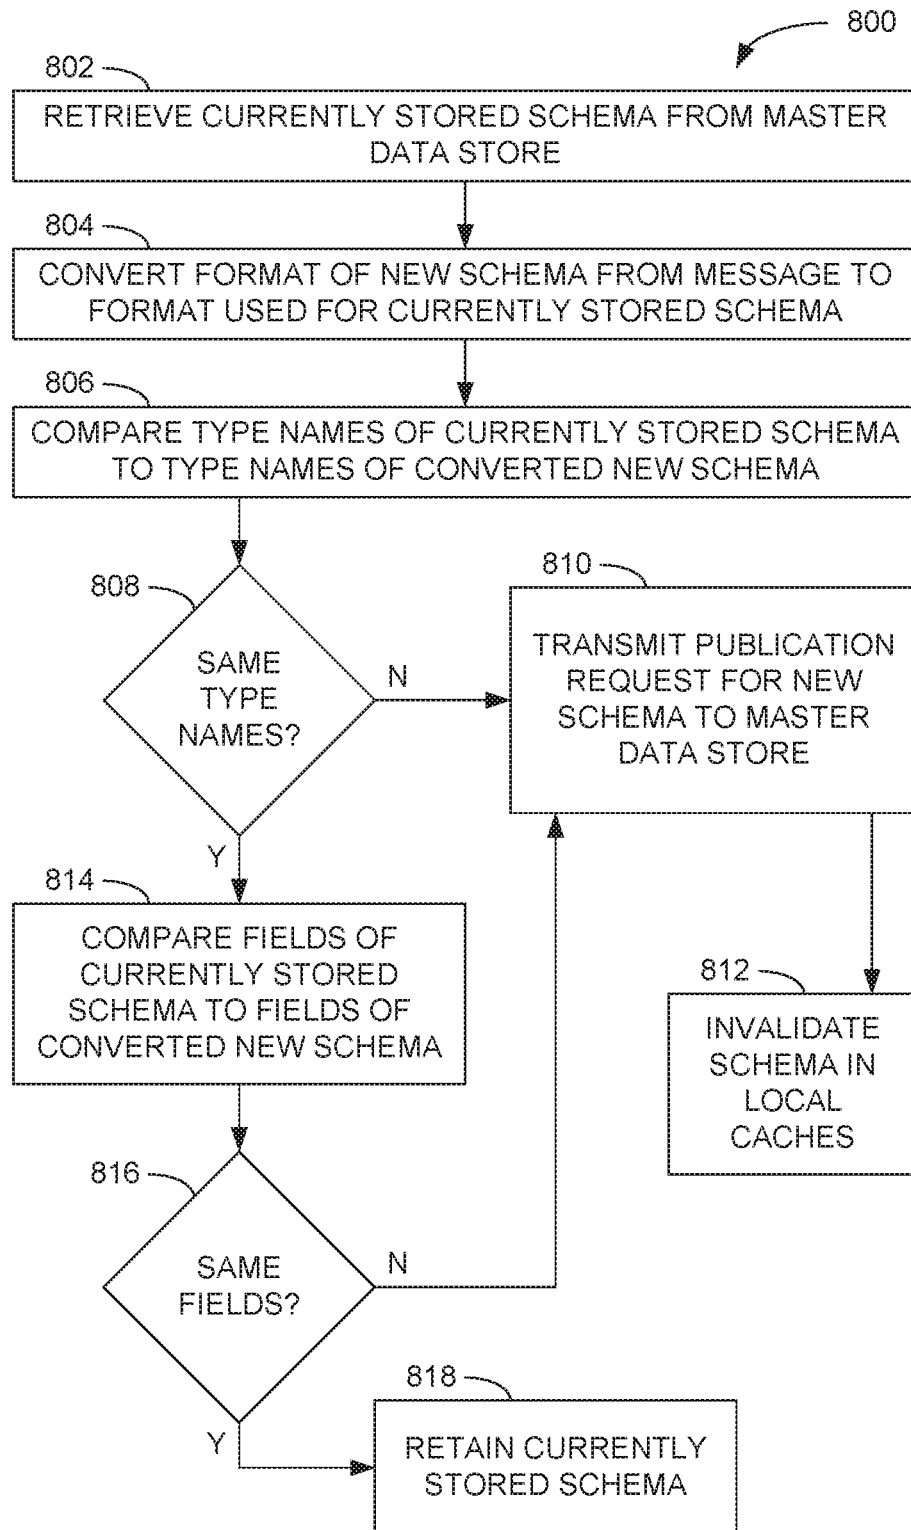 800
802
RETRIEVE CURRENTLY STORED SCHEMA FROM MASTER
DATA STORE
804
CONVERT FORMAT OF NEW SCHEMA FROM MESSAGE TO
FORMAT USED FOR CURRENTLY STORED SCHEMA
806
COMPARE TYPE NAMES OF CURRENTLY STORED SCHEMA
TO TYPE NAMES OF CONVERTED NEW SCHEMA
808
SAME
TYPE
NAMES?
N
Y
810
TRANSMIT PUBLICATION
REQUEST FOR NEW
SCHEMA TO MASTER
DATA STORE
814
COMPARE FIELDS OF
CURRENTLY STORED
SCHEMA TO FIELDS OF
CONVERTED NEW SCHEMA
812
INVALIDATE
SCHEMA IN
LOCAL
CACHES
816
SAME
FIELDS?
N
Y
818
RETAIN CURRENTLY
STORED SCHEMA